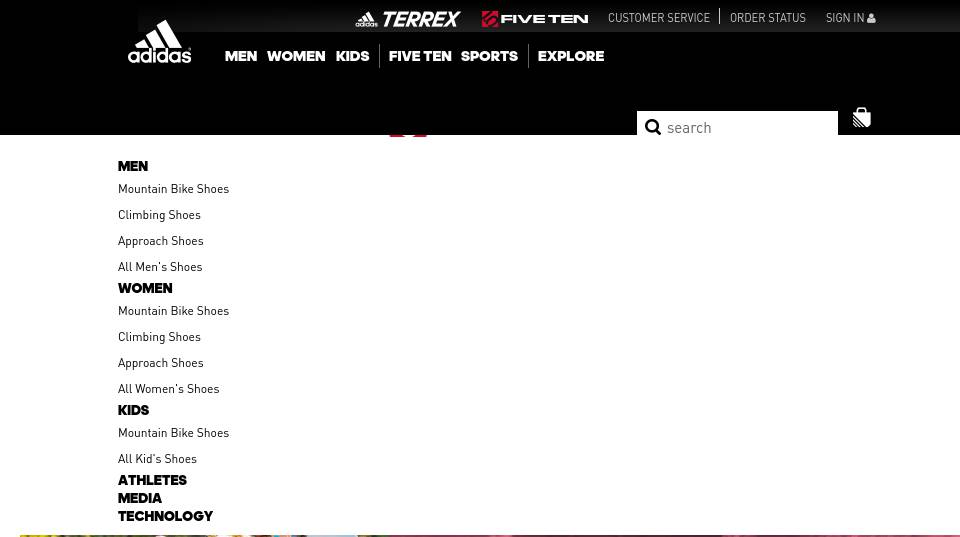 adidas TERREX
FIVE TEN
CUSTOMER SERVICE
ORDER STATUS
SIGN IN
adidas
MEN WOMEN KIDS FIVE TEN SPORTS EXPLORE
search
MEN
Mountain Bike Shoes
Climbing Shoes
Approach Shoes
All Men's Shoes
WOMEN
Mountain Bike Shoes
Climbing Shoes
Approach Shoes
All Women's Shoes
KIDS
Mountain Bike Shoes
All Kid's Shoes
ATHLETES
MEDIA
TECHNOLOGY